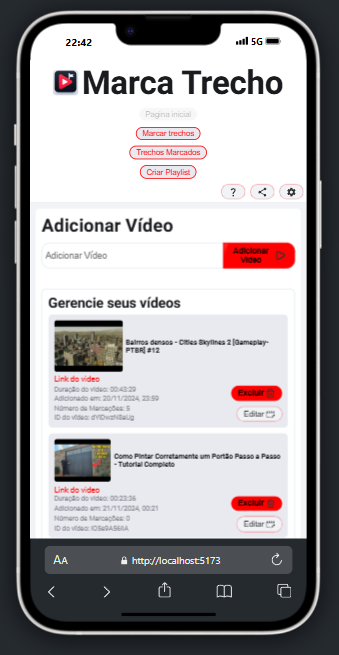 22:42
5G
Marca Trecho
Pagina inicial
Marcar trechos
Trechos Marcados
Criar Playlist
?
Adicionar Vídeo
Adicionar Vídeo
Adicionar
Vídeo
Gerencie seus vídeos
Bairros densos - Cities Skylines 2 [Gameplay-
PTBR] #12
Link do vídeo
Duração do vídeo: 00:43:29
Adicionado em: 20/11/2024, 23:59
Número de Marcações: 5
ID do vídeo:
Excluir
Editar
Como Pintar Corretamente um Portão Passo a Passo
- Tutorial Completo
Link do vídeo
Duração do vídeo: 00:23:36
Adicionado em: 21/11/2024, 00:21
Número de Marcações: 0
ID do vídeo:
Excluir
Editar
AA
http://localhost:5173